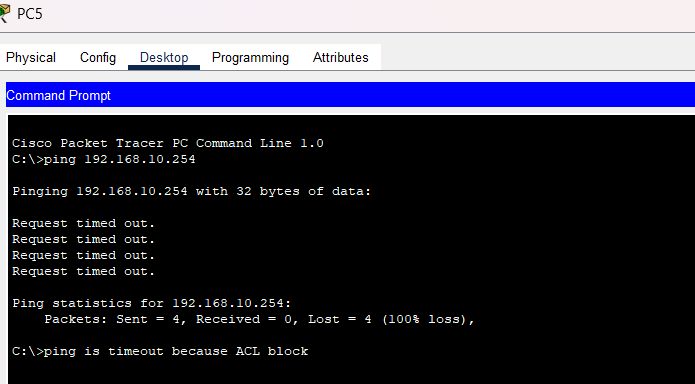 PC5
Physical Config Desktop Programming Attributes
Command Prompt
Cisco Packet Tracer PC Command Line 1.0
C:\>ping 192.168.10.254
Pinging 192.168.10.254 with 32 bytes of data:
Request timed out.
Request timed out.
Request timed out.
Request timed out.
Ping statistics for 192.168.10.254:
Packets: Sent = 4, Received = 0, Lost = 4 (100% loss),
C:\>ping is timeout because ACL block